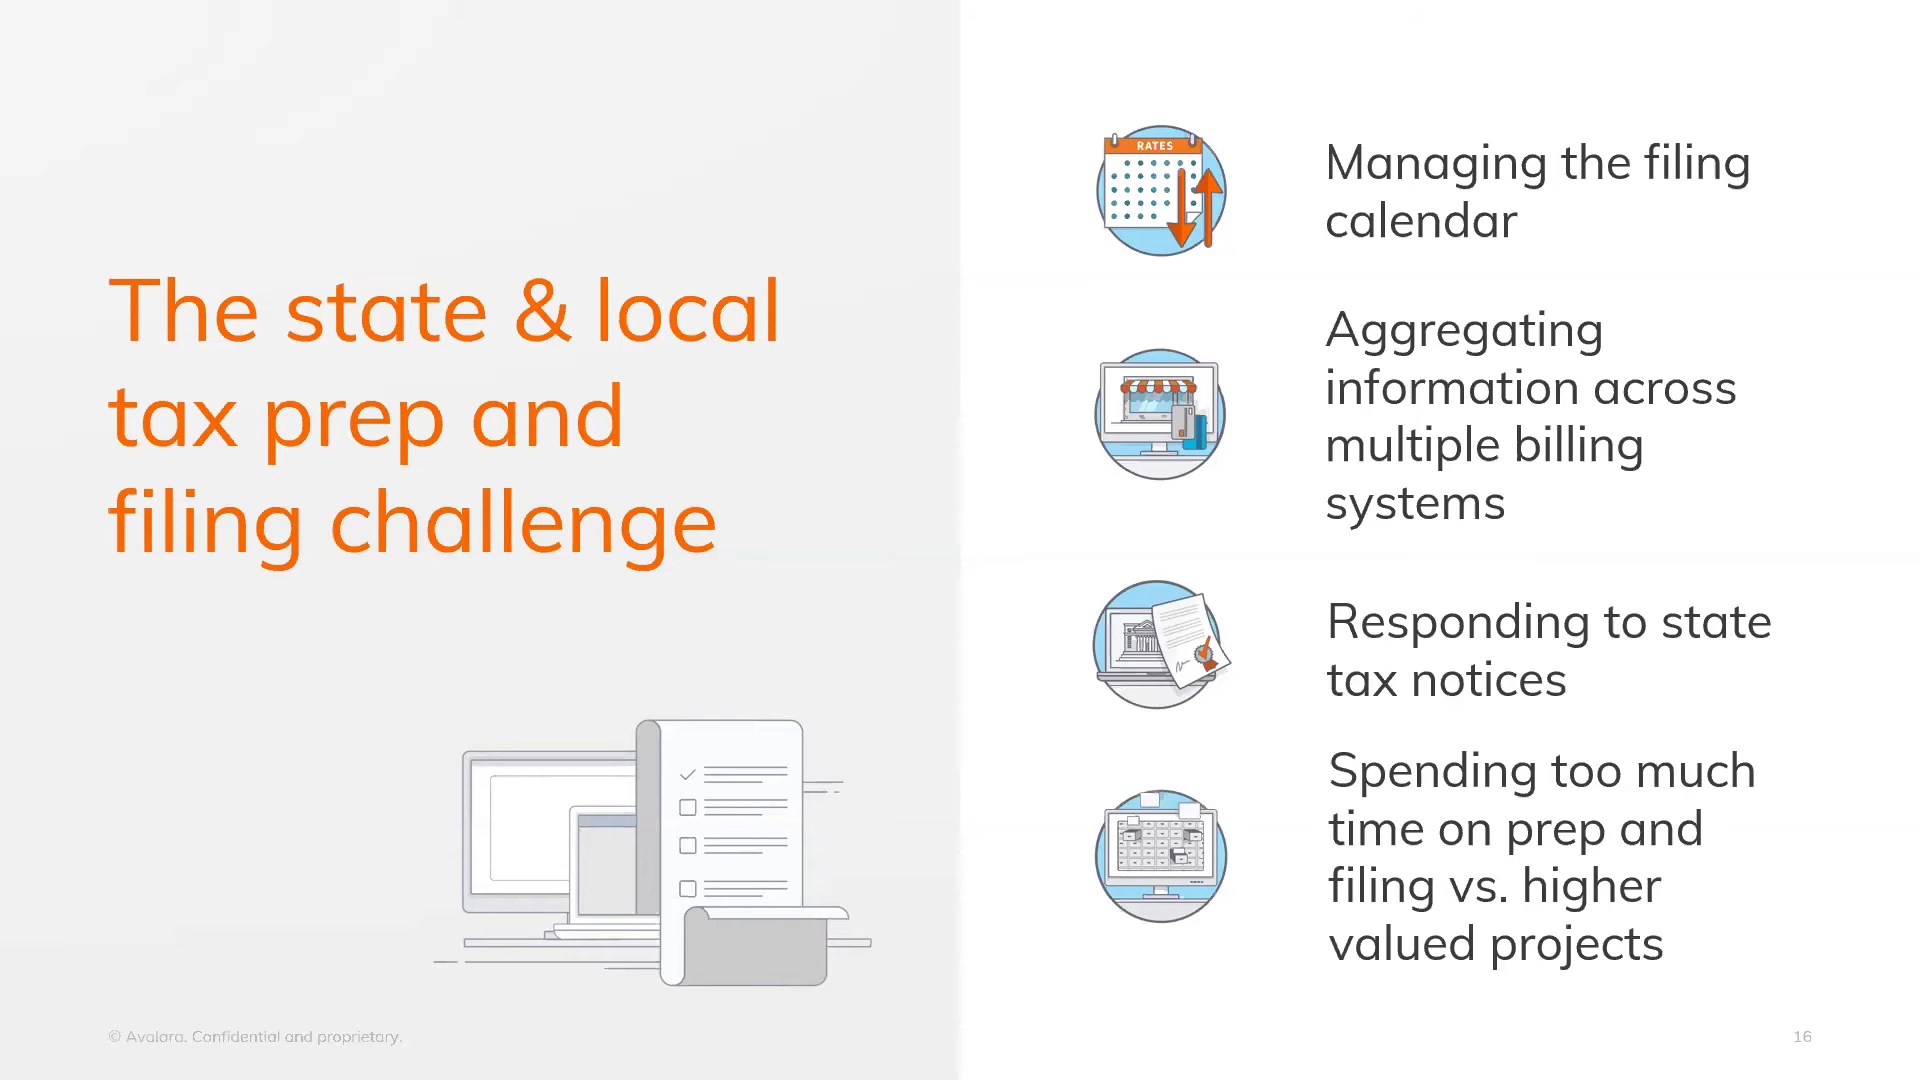 The state & local
tax prep and
filing challenge
RATES
Managing the filing
calendar
Aggregating
information across
multiple billing
systems
Responding to state
tax notices
Spending too much
time on prep and
filing vs. higher
valued projects
© Avalara. Confidential and proprietary.
16